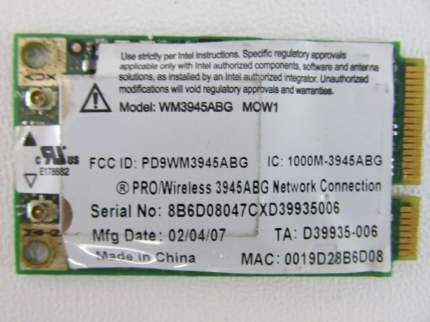 Use strictly per Intel instructions. Specific regulatory approvals
applicable only with Intel authorized components, software and antenna
solutions, as installed by an Intel authorized integrator. Unauthorized
modifications will void regulatory approvals and warranties.
Model: WM3945ABG MOW1
c RU US
E179682
FCC ID: PD9WM3945ABG IC: 1000M-3945ABG
® PRO/Wireless 3945ABG Network Connection
Serial No: 8B6D08047CXD39935006
Mfg Date: 02/04/07 TA: D39935-006
Made in China MAC: 0019D28B6D08